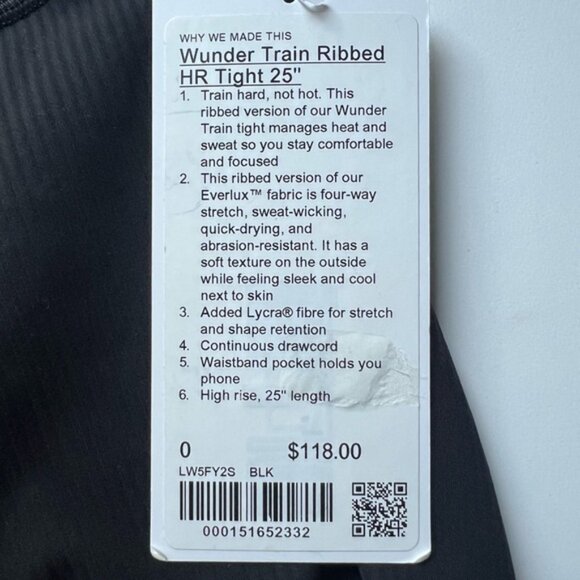 WHY WE MADE THIS
Wunder Train Ribbed
HR Tight 25"
1. Train hard, not hot. This
ribbed version of our Wunder
Train tight manages heat and
sweat so you stay comfortable
and focused
2. This ribbed version of our
Everlux™ fabric is four-way
stretch, sweat-wicking,
quick-drying, and
abrasion-resistant. It has a
soft texture on the outside
while feeling sleek and cool
next to skin
3. Added Lycra® fibre for stretch
and shape retention
4. Continuous drawcord
5. Waistband pocket holds you
phone
6. High rise, 25" length
0 $118.00
LW5FY2S BLK
000151652332